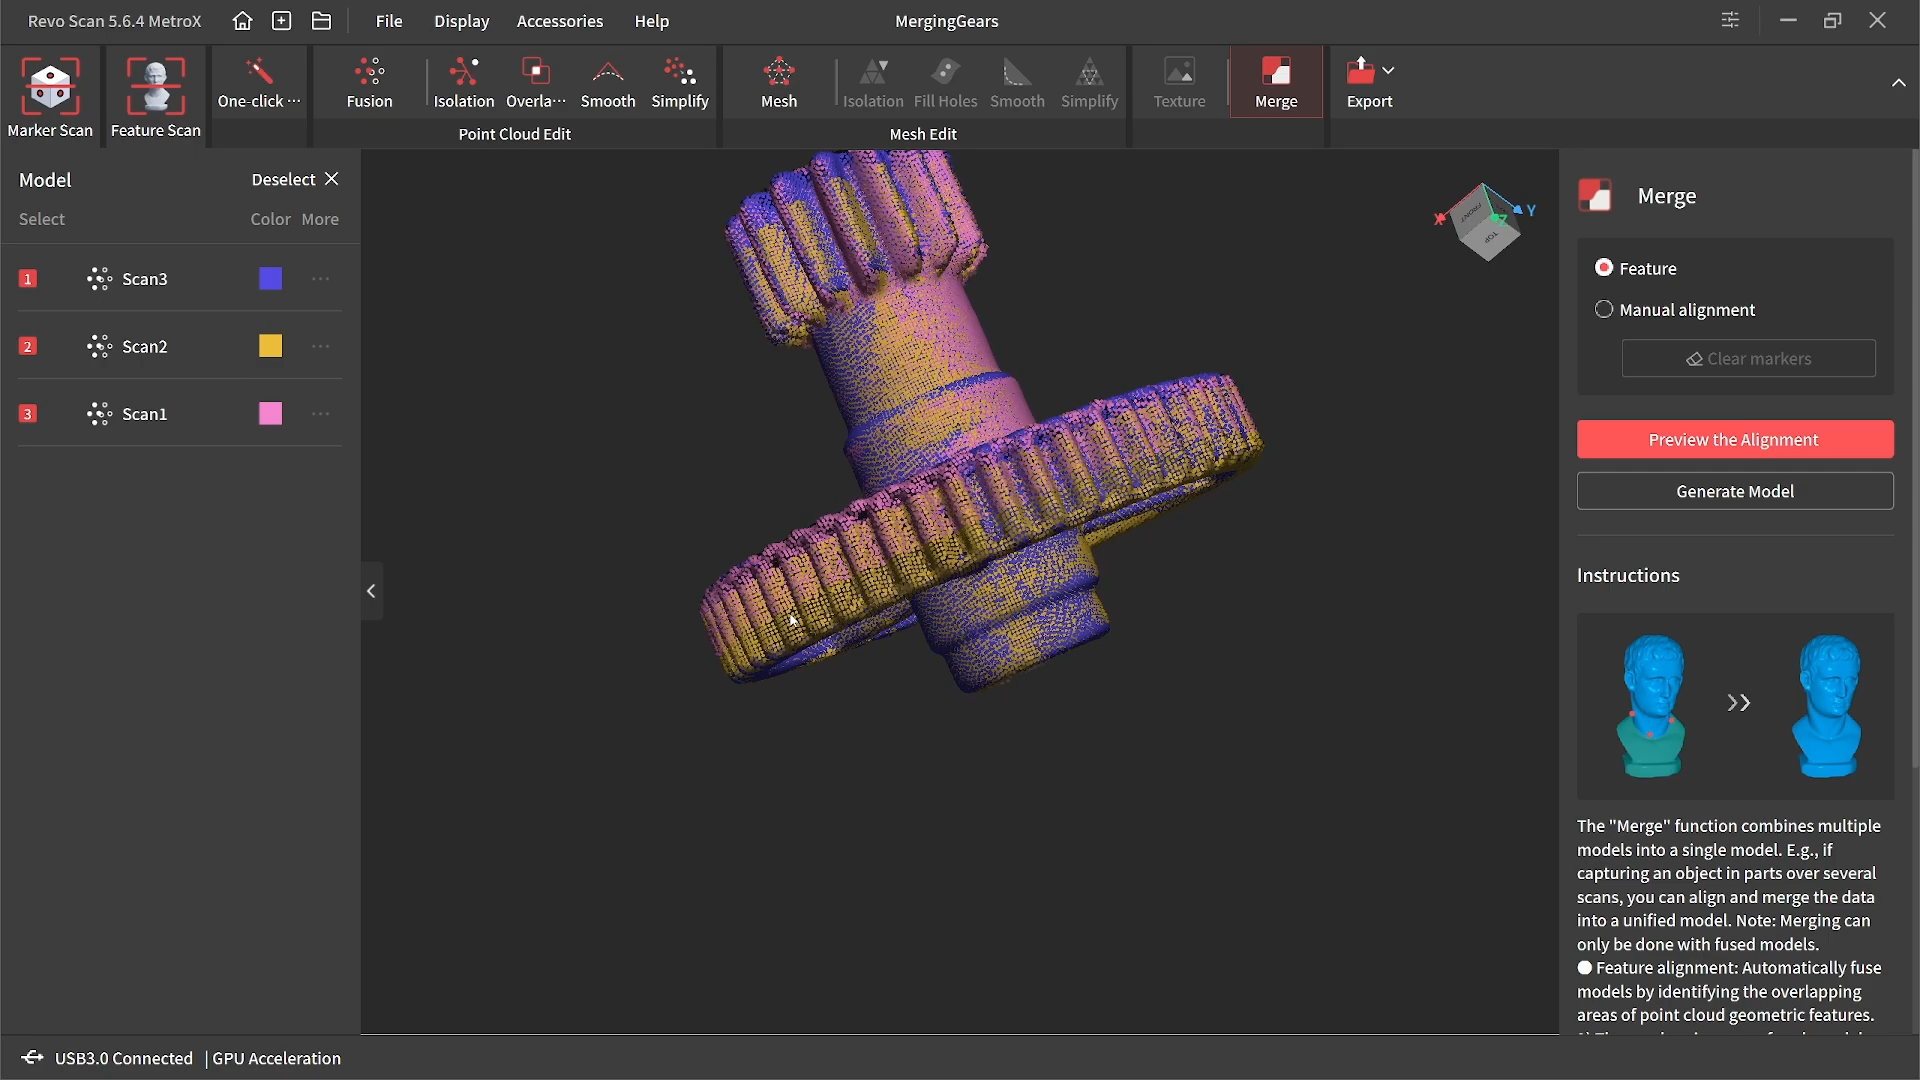 Revo Scan 5.6.4 MetroX
File
Display
Accessories
Help
MergingGears
Marker Scan
Feature Scan
One-click ···
Fusion
Isolation
Overla···
Smooth
Simplify
Point Cloud Edit
Mesh
Isolation
Fill Holes
Smooth
Simplify
Mesh Edit
Texture
Merge
Export
Model
Deselect
Select
Color
More
1
Scan3
2
Scan2
3
Scan1
X
Y
Z
FRONT
TOP
Merge
Feature
Manual alignment
Clear markers
Preview the Alignment
Generate Model
Instructions
The "Merge" function combines multiple
models into a single model. E.g., if
capturing an object in parts over several
scans, you can align and merge the data
into a unified model. Note: Merging can
only be done with fused models.
● Feature alignment: Automatically fuse
models by identifying the overlapping
areas of point cloud geometric features.
USB3.0 Connected | GPU Acceleration